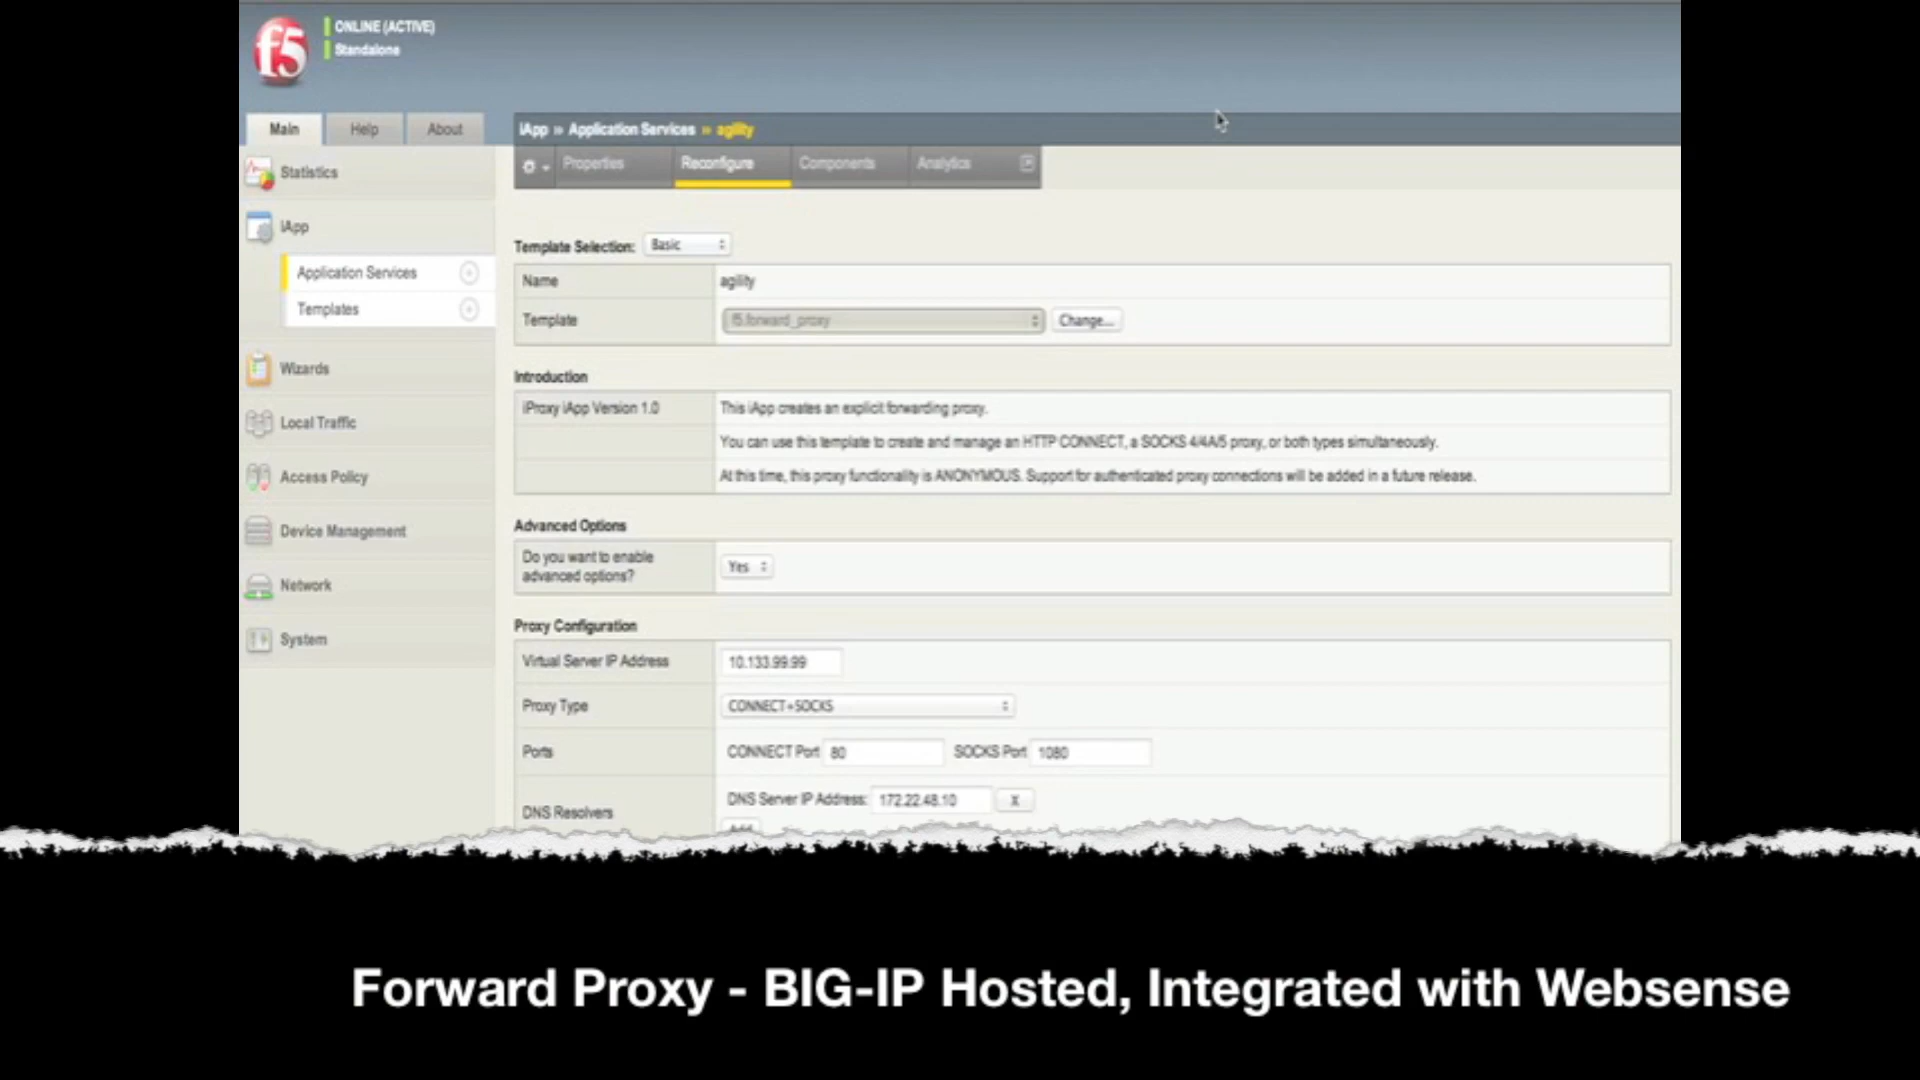 f5
ONLINE (ACTIVE)
Standalone
Main Help About
iApp » Application Services » agility
Properties Reconfigure Components Analytics
Statistics
iApp
Application Services
Templates
Wizards
Local Traffic
Access Policy
Device Management
Network
System
Template Selection: Basic
Name agility
Template f5.forward_proxy Change...
Introduction
iProxy iApp Version 1.0 This iApp creates an explicit forwarding proxy.
You can use this template to create and manage an HTTP CONNECT, a SOCKS 4/4A/5 proxy, or both types simultaneously.
At this time, this proxy functionality is ANONYMOUS. Support for authenticated proxy connections will be added in a future release.
Advanced Options
Do you want to enable
advanced options? Yes
Proxy Configuration
Virtual Server IP Address 10.133.99.99
Proxy Type CONNECT+SOCKS
Ports CONNECT Port 80 SOCKS Port 1080
DNS Resolvers DNS Server IP Address: 172.22.48.10 X
Forward Proxy - BIG-IP Hosted, Integrated with Websense